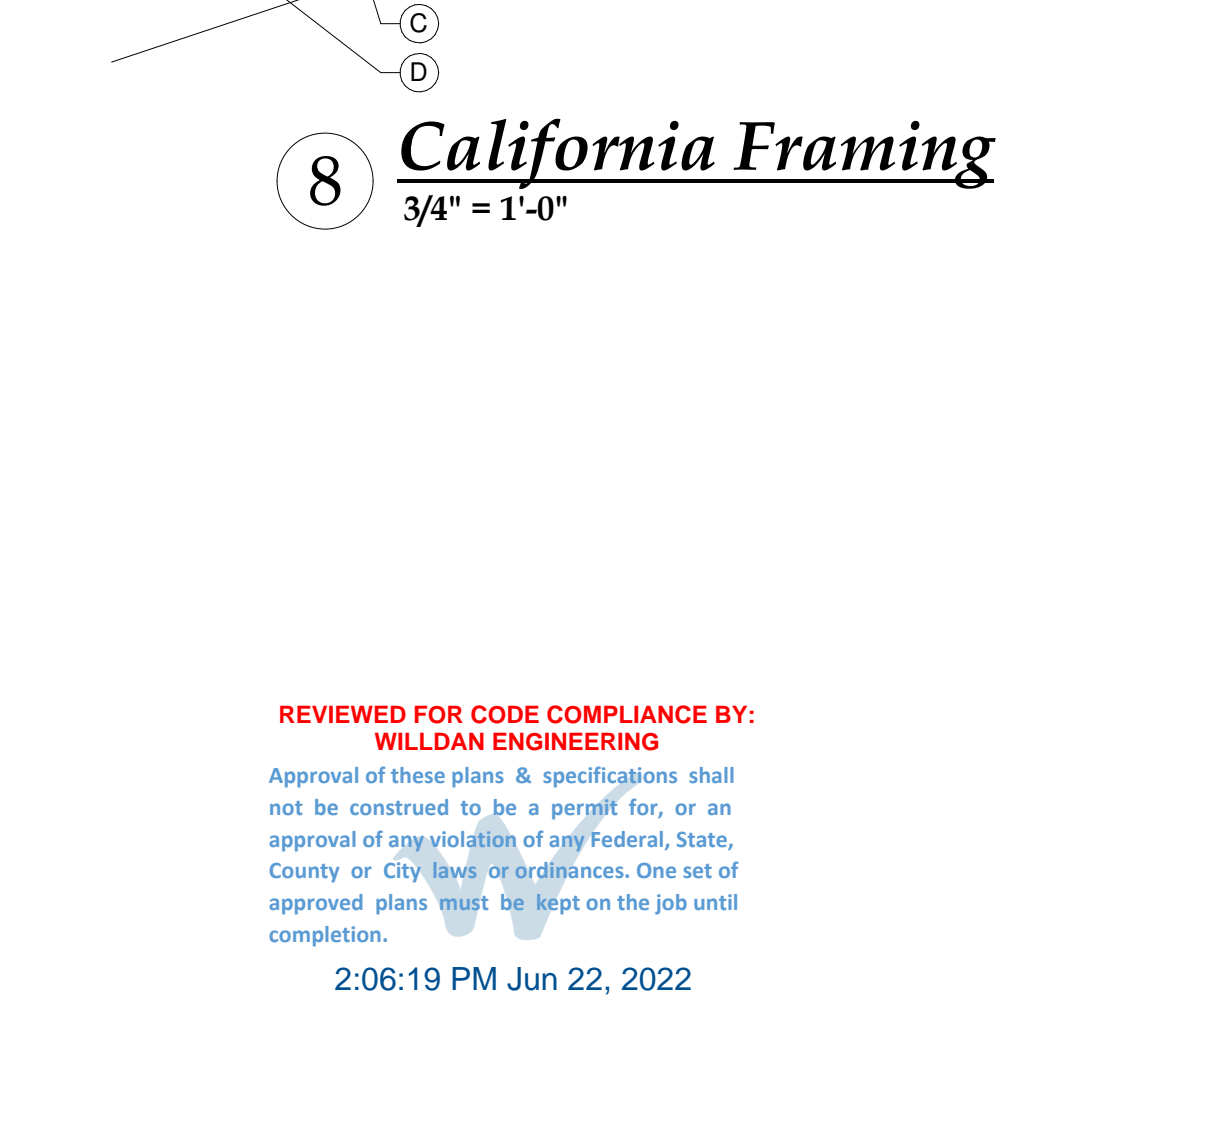 C
D
8
California Framing
3/4" = 1'-0"
REVIEWED FOR CODE COMPLIANCE BY:
WILLDAN ENGINEERING
Approval of these plans & specifications shall
not be construed to be a permit for, or an
approval of any violation of any Federal, State,
County or City laws or ordinances. One set of
approved plans must be kept on the job until
completion.
2:06:19 PM Jun 22, 2022